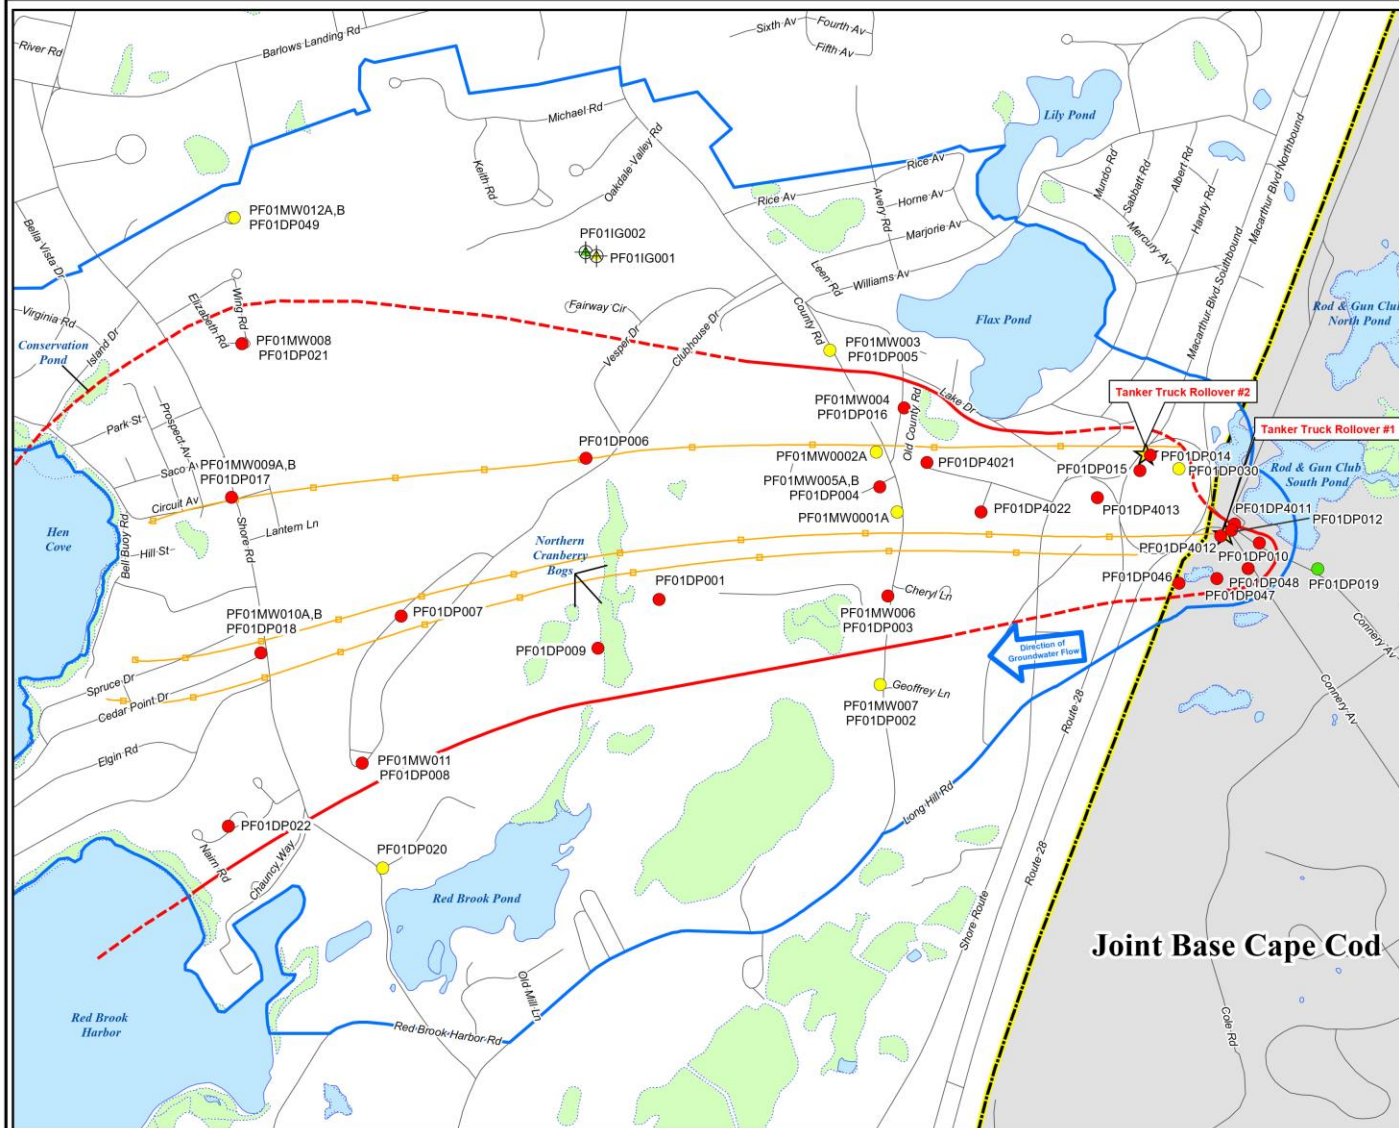 River Rd
Barlows Landing Rd
Sixth Av
Fourth Av
Fifth Av
Michael Rd
Keith Rd
Oakdale Valley Rd
Lily Pond
Rice Av
Rice Av
Avery Rd
Horne Av
Marjorie Av
Leen Rd
Williams Av
Mundo Rd
Sabbatt Rd
Albert Rd
Handy Rd
Mercury Av
Macarthur Blvd Northbound
Macarthur Blvd Southbound
PF01MW012A,B
PF01DP049
PF01IG002
PF01IG001
Bella Vista Dr
Virginia Rd
Conservation
Pond
Island Dr
Elizabeth Rd
Wing Rd
PF01MW008
PF01DP021
Fairway Cir
Vesper Dr
Clubhouse Dr
County Rd
Flax Pond
PF01MW003
PF01DP005
Rod & Gun Club
North Pond
Tanker Truck Rollover #2
Tanker Truck Rollover #1
PF01MW004
PF01DP016
Old County Rd
Lake Dr
Park St
Prospect Av
Saco A
Circuit Av
PF01MW009A,B
PF01DP017
PF01DP006
PF01MW0002A
PF01DP4021
PF01DP015
PF01DP014
PF01DP030
Rod & Gun Club
South Pond
PF01MW005A,B
PF01DP004
PF01MW0001A
PF01DP4022
PF01DP4013
PF01DP4011
PF01DP012
PF01DP4012
PF01DP010
Hen
Cove
Bell Buoy Rd
Hill St
Shore Rd
Lantern Ln
Northern
Cranberry
Bogs
PF01DP001
Cheryl Ln
PF01DP046
PF01DP048
PF01DP047
PF01DP019
PF01MW010A,B
PF01DP018
PF01DP007
PF01MW006
PF01DP003
PF01DP009
Direction of
Groundwater Flow
Connery Av
Connery Av
Spruce Dr
Cedar Point Dr
Elgin Rd
Geoffrey Ln
PF01MW007
PF01DP002
Route 28
PF01MW011
PF01DP008
Long Hill Rd
PF01DP022
Nairn Rd
Chauncy Way
PF01DP020
Route 28
Red Brook Pond
Shore Route
Joint Base Cape Cod
Old Mill Ln
Red Brook
Harbor
Red Brook Harbor Rd
Cole Rd